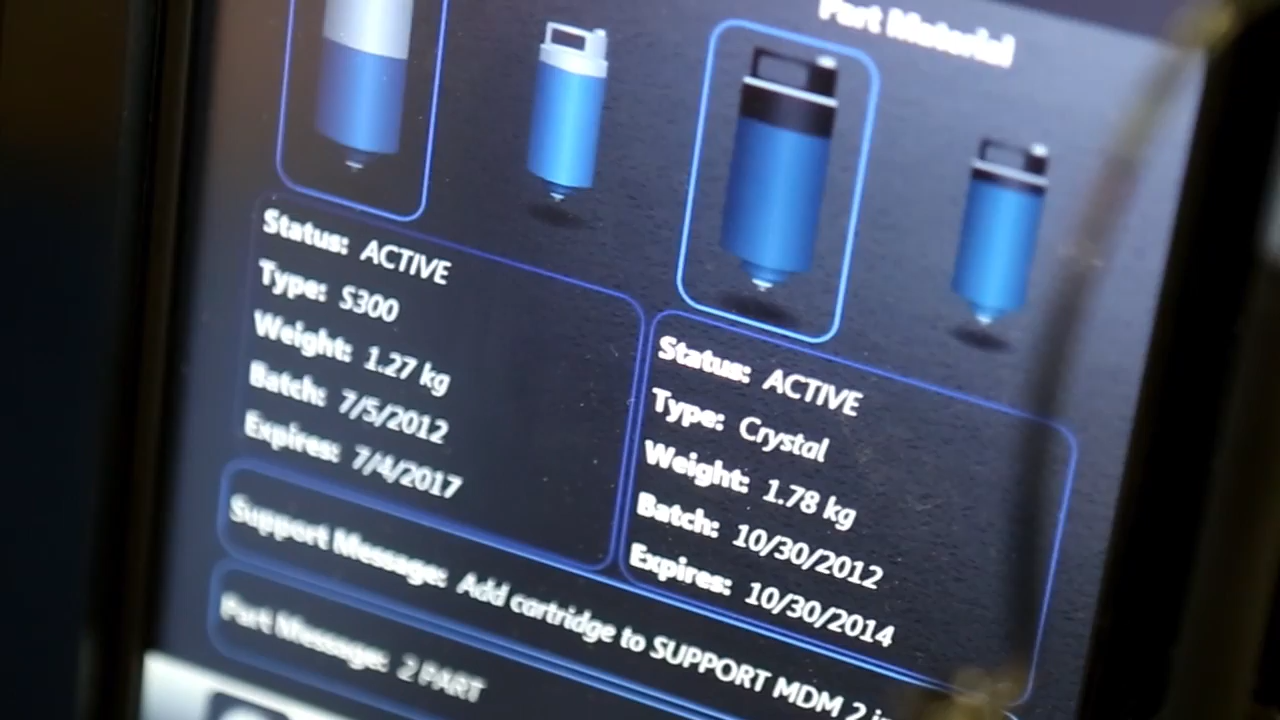 Part Material
Status: ACTIVE
Type: S300
Weight: 1.27 kg
Batch: 7/5/2012
Expires: 7/4/2017
Status: ACTIVE
Type: Crystal
Weight: 1.78 kg
Batch: 10/30/2012
Expires: 10/30/2014
Support Message: Add cartridge to SUPPORT MDM 2
Part Message: 2 PART